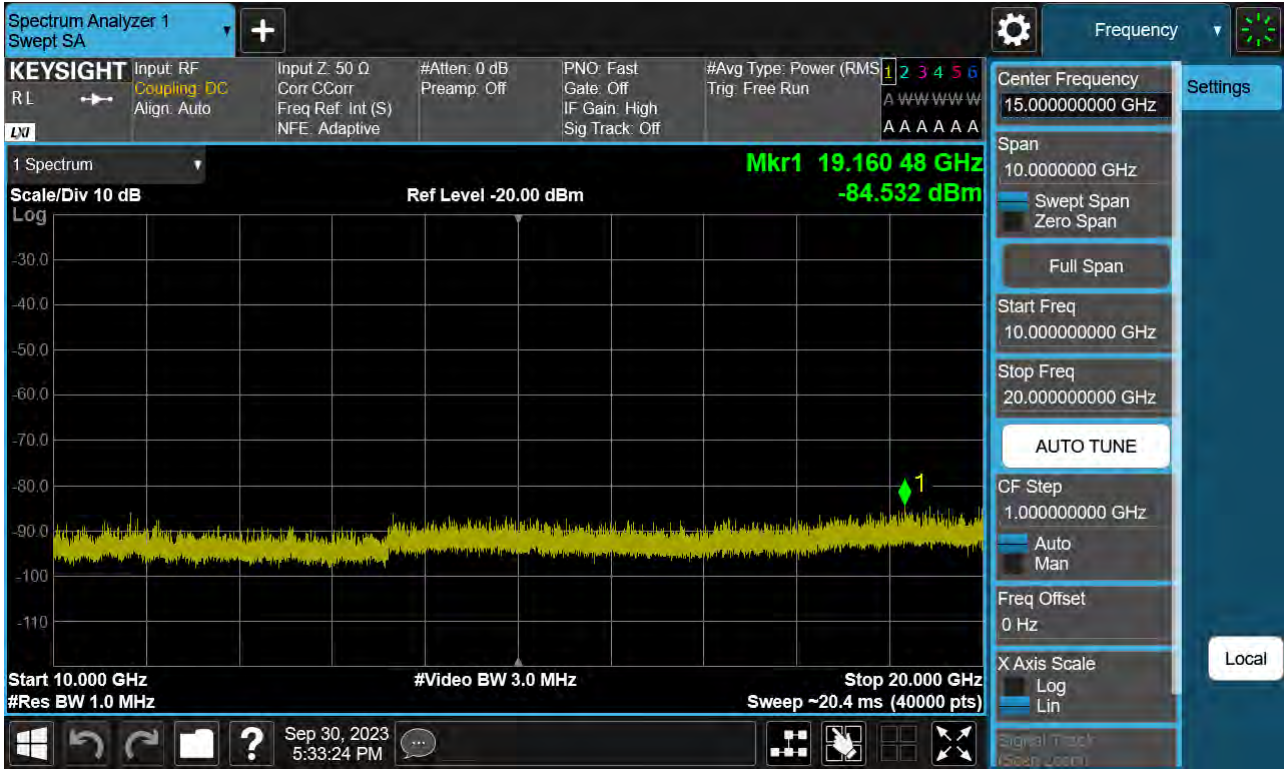 Spectrum Analyzer 1
Swept SA
+
Frequency
KEYSIGHT
RL
LXI
Input: RF
Coupling: DC
Align: Auto
Input Z: 50 Ω
Corr CCorr
Freq Ref: Int (S)
NFE: Adaptive
#Atten: 0 dB
Preamp: Off
PNO: Fast
Gate: Off
IF Gain: High
Sig Track: Off
#Avg Type: Power (RMS
Trig: Free Run
1 2 3 4 5 6
A W W W W W
A A A A A A
1 Spectrum
Scale/Div 10 dB
Ref Level -20.00 dBm
Mkr1 19.160 48 GHz
-84.532 dBm
Log
-30.0
-40.0
-50.0
-60.0
-70.0
-80.0
-90.0
-100
-110
1
Start 10.000 GHz
#Video BW 3.0 MHz
Stop 20.000 GHz
#Res BW 1.0 MHz
Sweep ~20.4 ms (40000 pts)
Center Frequency
15.000000000 GHz
Settings
Span
10.0000000 GHz
Swept Span
Zero Span
Full Span
Start Freq
10.000000000 GHz
Stop Freq
20.000000000 GHz
AUTO TUNE
CF Step
1.000000000 GHz
Auto
Man
Freq Offset
0 Hz
X Axis Scale
Log
Lin
Signal Track
(Span Zoom)
Local
?
Sep 30, 2023
5:33:24 PM